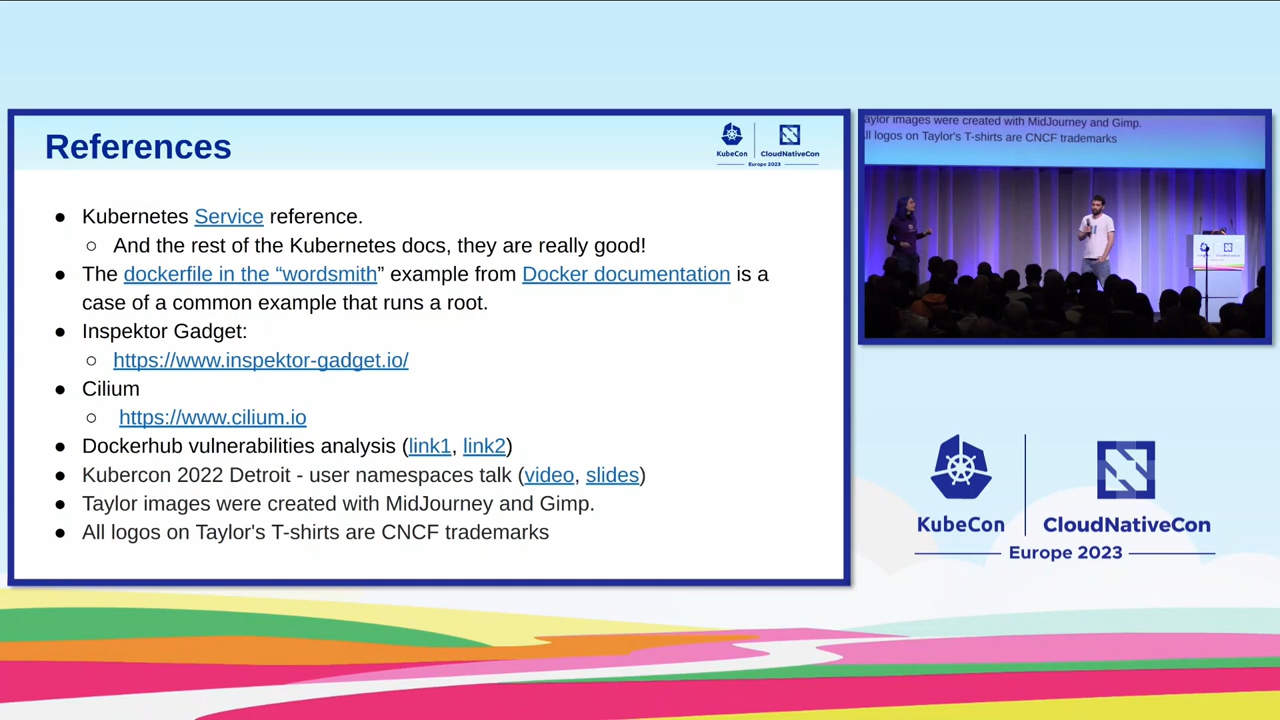 References
KubeCon
CloudNativeCon
Europe 2023
● Kubernetes Service reference.
○ And the rest of the Kubernetes docs, they are really good!
● The dockerfile in the “wordsmith” example from Docker documentation is a
case of a common example that runs a root.
● Inspektor Gadget:
○ https://www.inspektor-gadget.io/
● Cilium
○ https://www.cilium.io
● Dockerhub vulnerabilities analysis (link1, link2)
● Kubercon 2022 Detroit - user namespaces talk (video, slides)
● Taylor images were created with MidJourney and Gimp.
● All logos on Taylor's T-shirts are CNCF trademarks
aylor images were created with MidJourney and Gimp.
ll logos on Taylor's T-shirts are CNCF trademarks
KubeCon
CloudNativeCon
Europe 2023